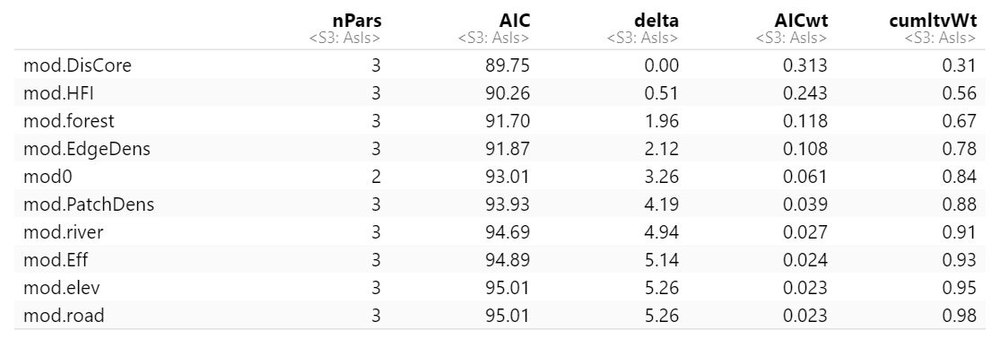 nPars AIC delta AICwt cumltvWt
<S3: AsIs> <S3: AsIs> <S3: AsIs> <S3: AsIs> <S3: AsIs>
mod.DisCore 3 89.75 0.00 0.313 0.31
mod.HFI 3 90.26 0.51 0.243 0.56
mod.forest 3 91.70 1.96 0.118 0.67
mod.EdgeDens 3 91.87 2.12 0.108 0.78
mod0 2 93.01 3.26 0.061 0.84
mod.PatchDens 3 93.93 4.19 0.039 0.88
mod.river 3 94.69 4.94 0.027 0.91
mod.Eff 3 94.89 5.14 0.024 0.93
mod.elev 3 95.01 5.26 0.023 0.95
mod.road 3 95.01 5.26 0.023 0.98